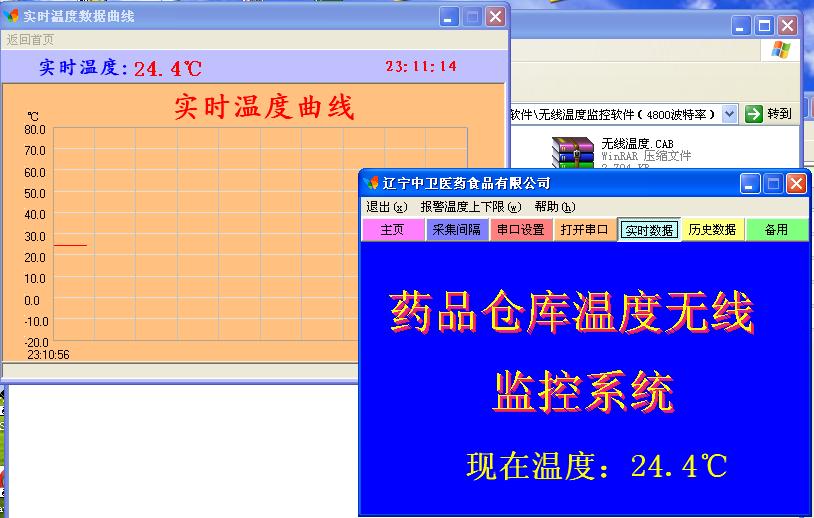 实时温度数据曲线
返回首页
实时温度:24.4℃
23:11:14
实时温度曲线
℃
80.0
70.0
60.0
50.0
40.0
30.0
20.0
10.0
0.0
-10.0
-20.0
23:10:56
软件\无线温度监控软件(4800波特率)
转到
无线温度.CAB
WinRAR 压缩文件
辽宁中卫医药食品有限公司
退出(x) 报警温度上下限(w) 帮助(h)
主页 采集间隔 串口设置 打开串口 实时数据 历史数据 备用
药品仓库温度无线
监控系统
现在温度：24.4℃